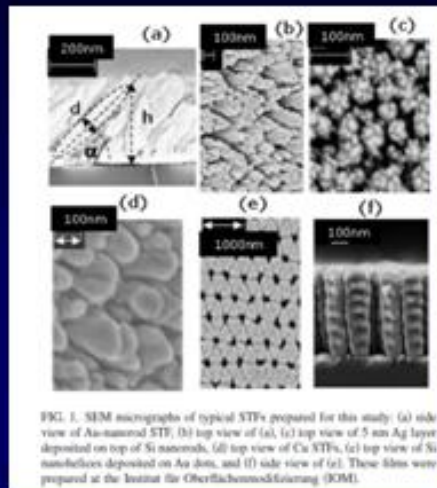 (a)
200nm
d
h
α
(b)
100nm
(c)
100nm
(d)
100nm
(e)
1000nm
(f)
100nm
FIG. 1. SEM micrographs of typical STFs prepared for this study: (a) side
view of Au-nanorod STF, (b) top view of (a), (c) top view of 5 nm Ag layer
deposited on top of Si nanorods, (d) top view of Cu STFs, (e) top view of Si
nanohelices deposited on Au dots, and (f) side view of (e). These films were
prepared at the Institut für Oberflächenmodifizierung (IOM).